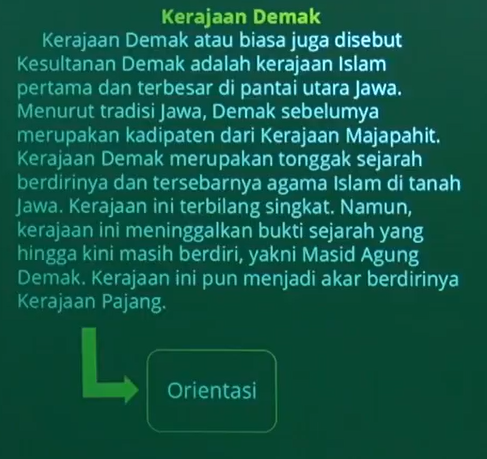 Kerajaan Demak
Kerajaan Demak atau biasa juga disebut
Kesultanan Demak adalah kerajaan Islam
pertama dan terbesar di pantai utara Jawa.
Menurut tradisi Jawa, Demak sebelumya
merupakan kadipaten dari Kerajaan Majapahit.
Kerajaan Demak merupakan tonggak sejarah
berdirinya dan tersebarnya agama Islam di tanah
Jawa. Kerajaan ini terbilang singkat. Namun,
kerajaan ini meninggalkan bukti sejarah yang
hingga kini masih berdiri, yakni Masid Agung
Demak. Kerajaan ini pun menjadi akar berdirinya
Kerajaan Pajang.
Orientasi